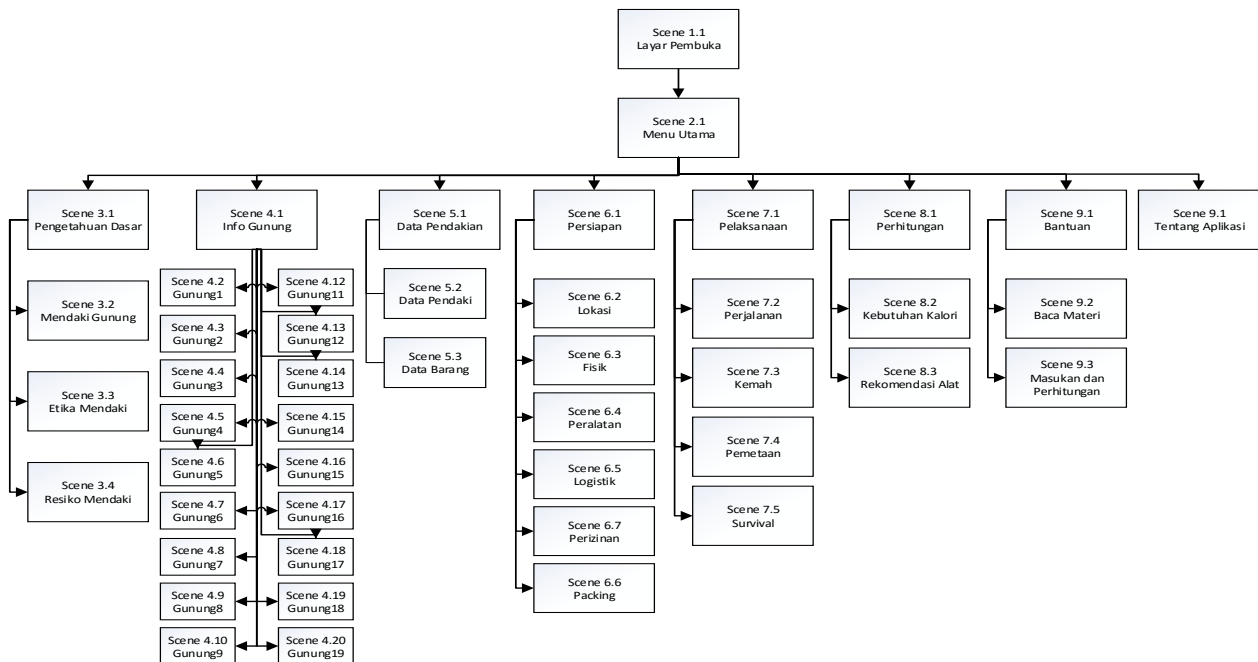 Scene 1.1
Layar Pembuka
Scene 2.1
Menu Utama
Scene 3.1
Pengetahuan Dasar
Scene 4.1
Info Gunung
Scene 5.1
Data Pendakian
Scene 6.1
Persiapan
Scene 7.1
Pelaksanaan
Scene 8.1
Perhitungan
Scene 9.1
Bantuan
Scene 9.1
Tentang Aplikasi
Scene 3.2
Mendaki Gunung
Scene 3.3
Etika Mendaki
Scene 3.4
Resiko Mendaki
Scene 4.2
Gunung1
Scene 4.3
Gunung2
Scene 4.4
Gunung3
Scene 4.5
Gunung4
Scene 4.6
Gunung5
Scene 4.7
Gunung6
Scene 4.8
Gunung7
Scene 4.9
Gunung8
Scene 4.10
Gunung9
Scene 4.12
Gunung11
Scene 4.13
Gunung12
Scene 4.14
Gunung13
Scene 4.15
Gunung14
Scene 4.16
Gunung15
Scene 4.17
Gunung16
Scene 4.18
Gunung17
Scene 4.19
Gunung18
Scene 4.20
Gunung19
Scene 5.2
Data Pendaki
Scene 5.3
Data Barang
Scene 6.2
Lokasi
Scene 6.3
Fisik
Scene 6.4
Peralatan
Scene 6.5
Logistik
Scene 6.7
Perizinan
Scene 6.6
Packing
Scene 7.2
Perjalanan
Scene 7.3
Kemah
Scene 7.4
Pemetaan
Scene 7.5
Survival
Scene 8.2
Kebutuhan Kalori
Scene 8.3
Rekomendasi Alat
Scene 9.2
Baca Materi
Scene 9.3
Masukan dan
Perhitungan